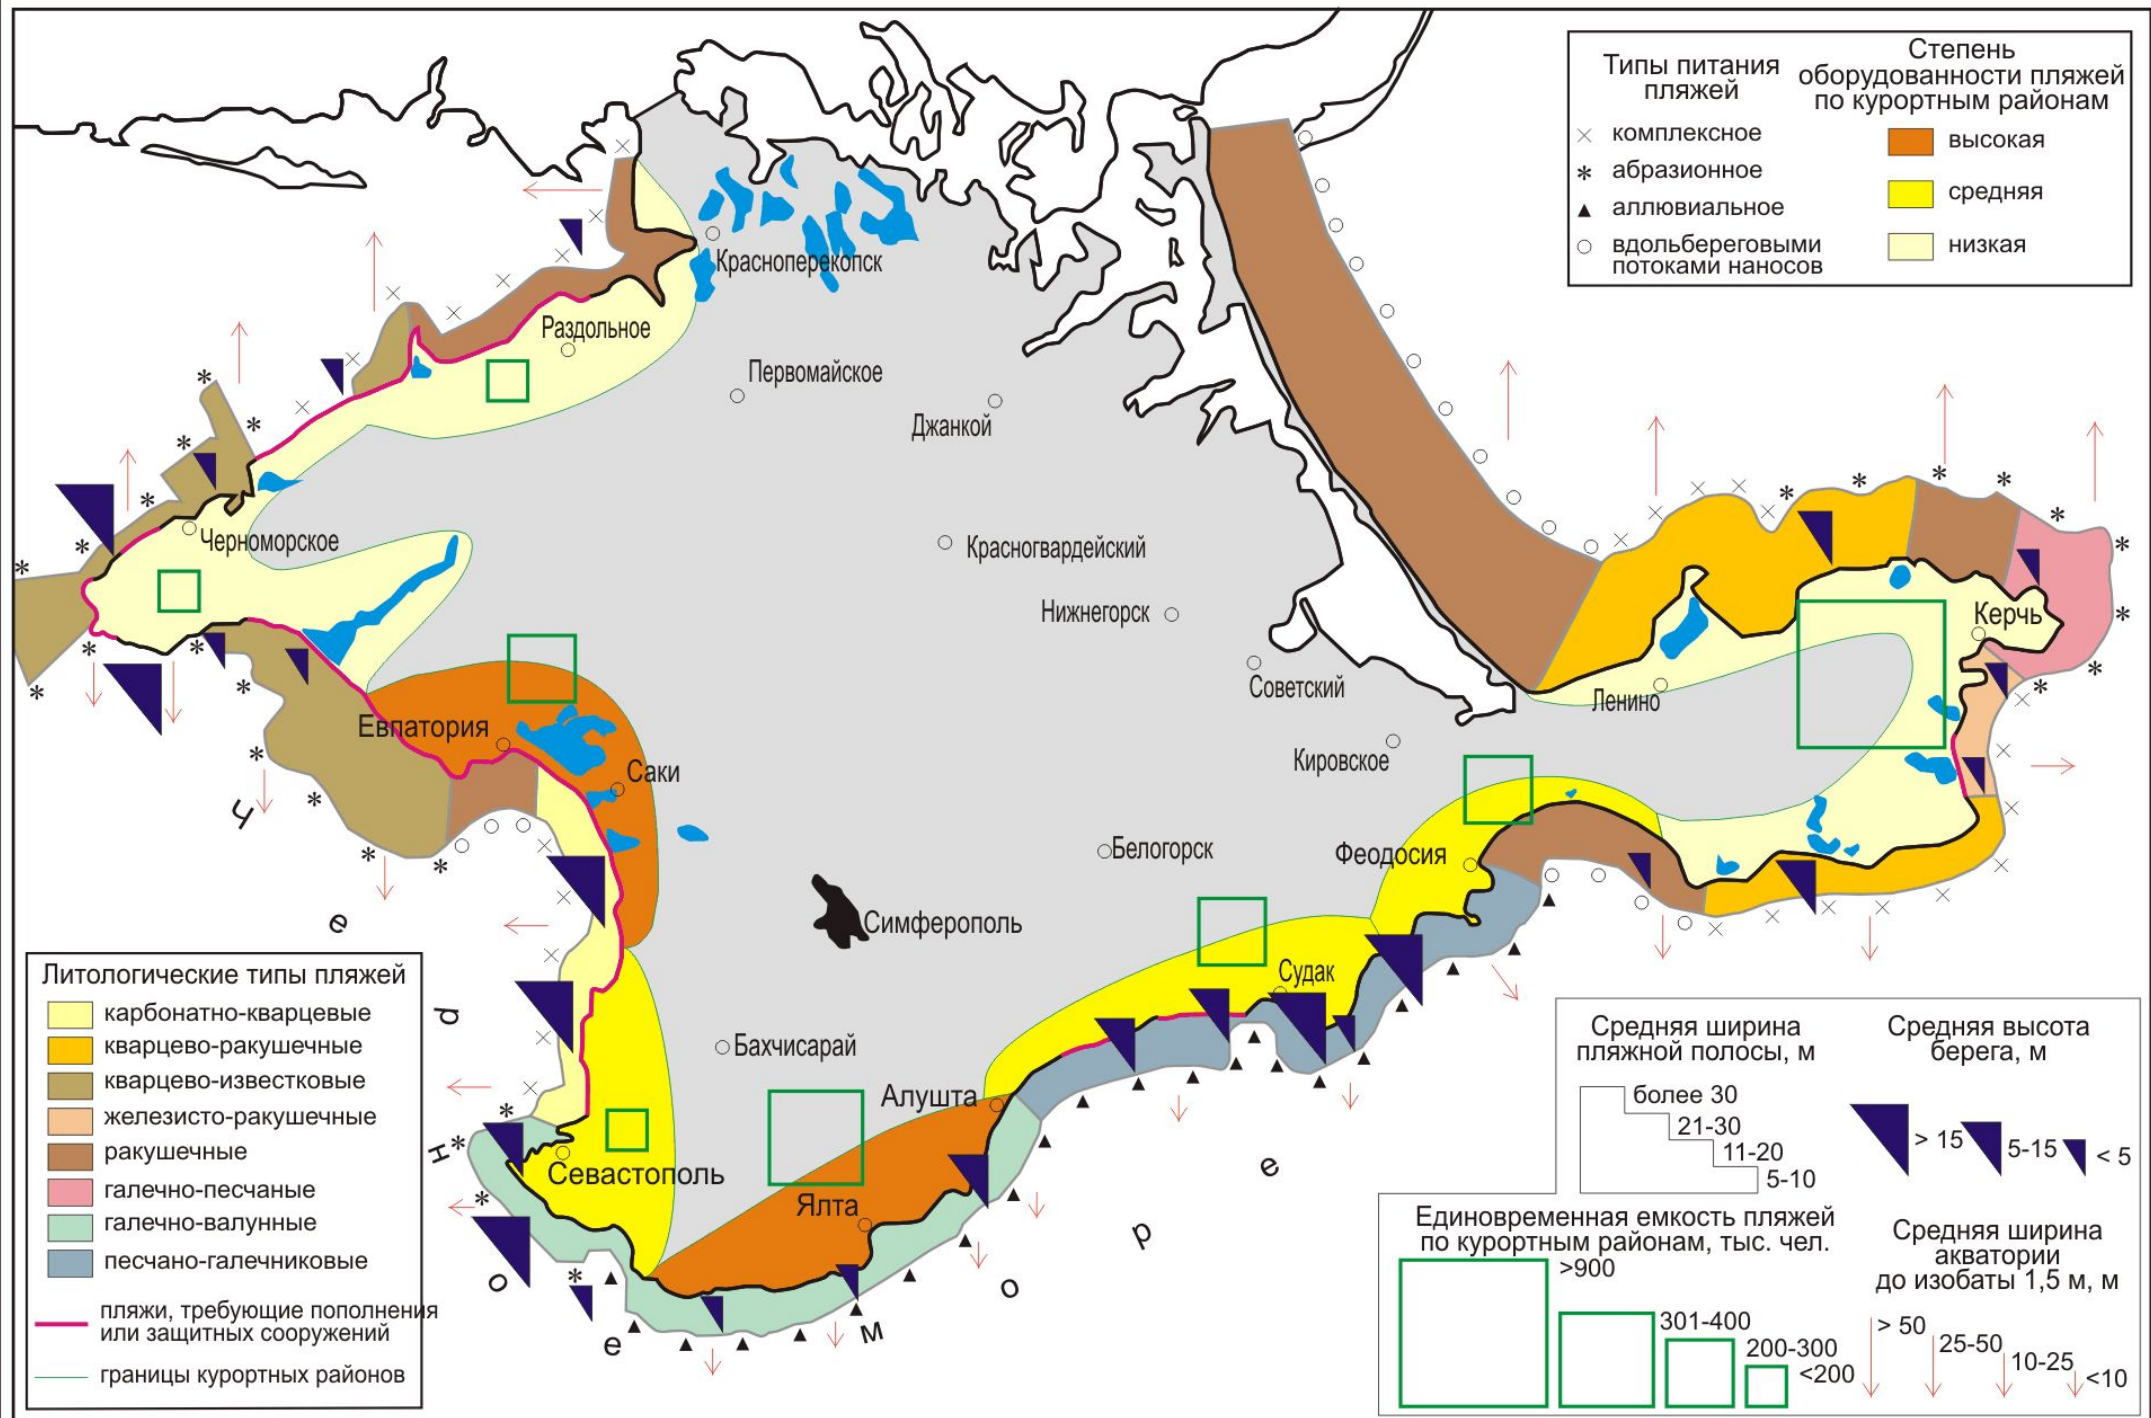 Типы питания
пляжей
комплексное
абразионное
аллювиальное
вдольбереговыми
потоками наносов
Степень
оборудованности пляжей
по курортным районам
высокая
средняя
низкая
Красноперекопск
Раздольное
Первомайское
Джанкой
Черноморское
Красногвардейский
Нижнегорск
Керчь
Советский
Ленино
Евпатория
Саки
Кировское
Белогорск
Феодосия
Симферополь
Судак
Бахчисарай
Алушта
Севастополь
Ялта
Ч е р н о е м о р е
Литологические типы пляжей
карбонатно-кварцевые
кварцево-ракушечные
кварцево-известковые
железисто-ракушечные
ракушечные
галечно-песчаные
галечно-валунные
песчано-галечниковые
пляжи, требующие пополнения
или защитных сооружений
границы курортных районов
Средняя ширина
пляжной полосы, м
более 30
21-30
11-20
5-10
Средняя высота
берега, м
> 15
5-15
< 5
Единовременная емкость пляжей
по курортным районам, тыс. чел.
>900
301-400
200-300
<200
Средняя ширина
акватории
до изобаты 1,5 м, м
> 50
25-50
10-25
<10